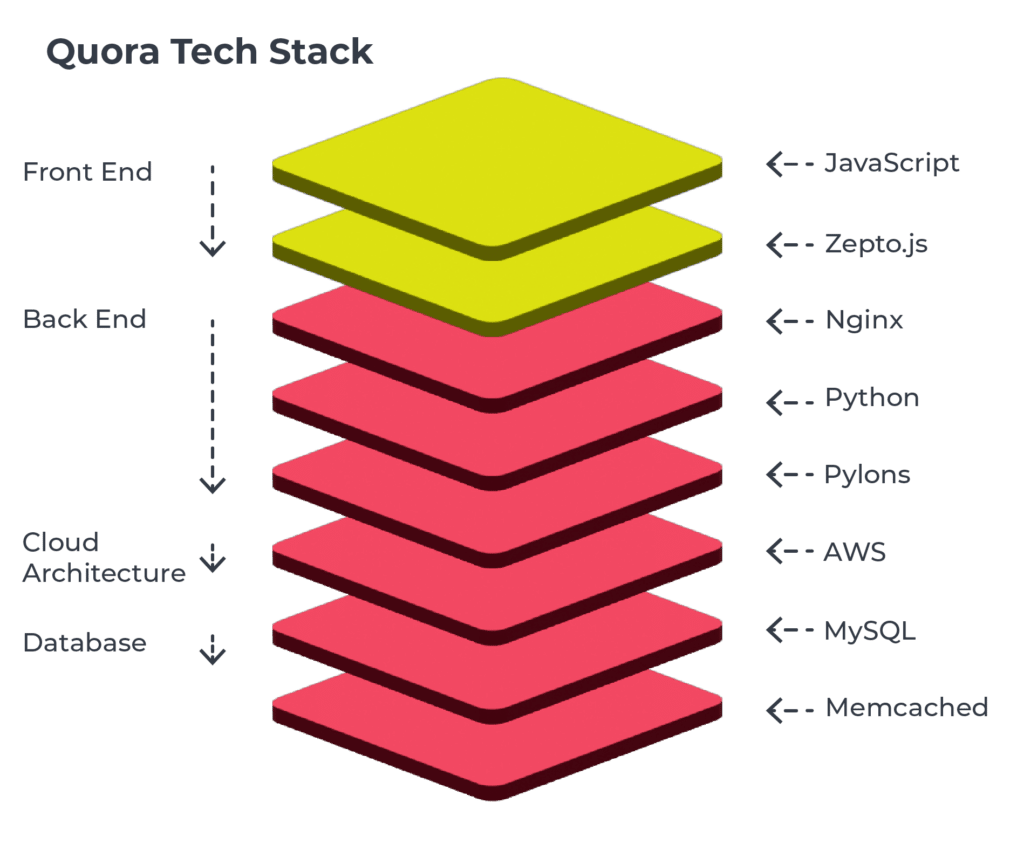 Quora Tech Stack
Front End
JavaScript
Zepto.js
Back End
Nginx
Python
Pylons
Cloud
Architecture
AWS
Database
MySQL
Memcached